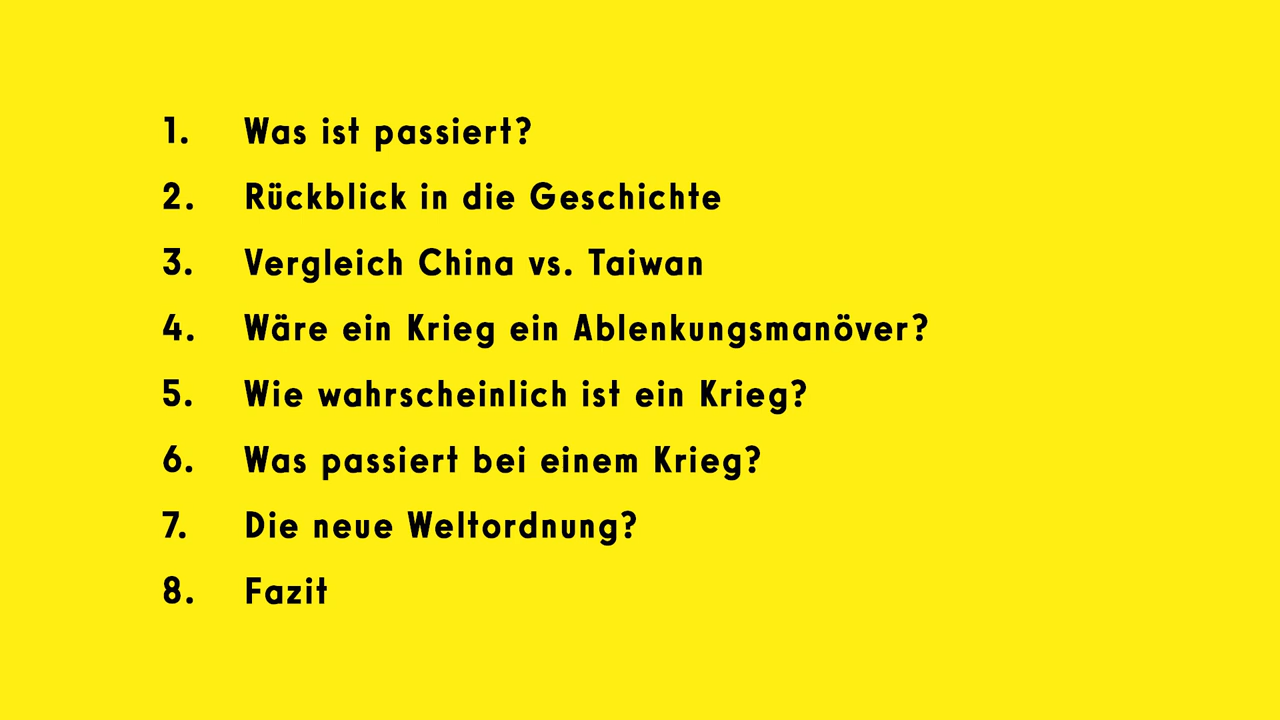 1. Was ist passiert?
2. Rückblick in die Geschichte
3. Vergleich China vs. Taiwan
4. Wäre ein Krieg ein Ablenkungsmanöver?
5. Wie wahrscheinlich ist ein Krieg?
6. Was passiert bei einem Krieg?
7. Die neue Weltordnung?
8. Fazit